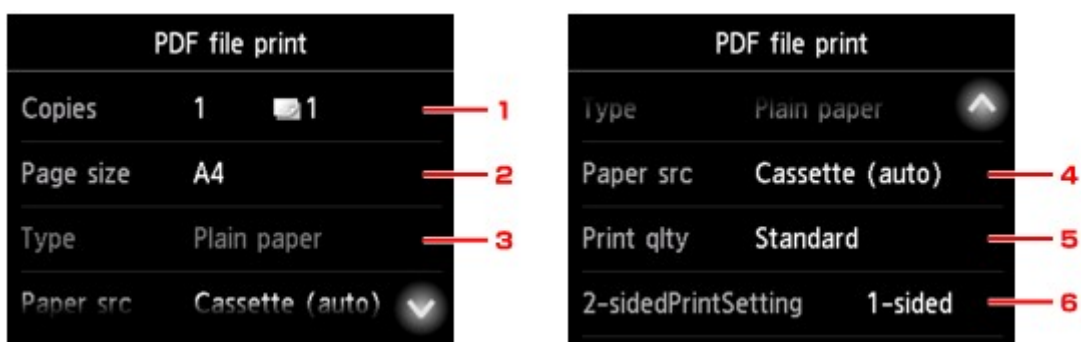 PDF file print
Copies 1 1 1
Page size A4 2
Type Plain paper 3
Paper src Cassette (auto)
PDF file print
Type Plain paper
Paper src Cassette (auto) 4
Print qlty Standard 5
2-sidedPrintSetting 1-sided 6